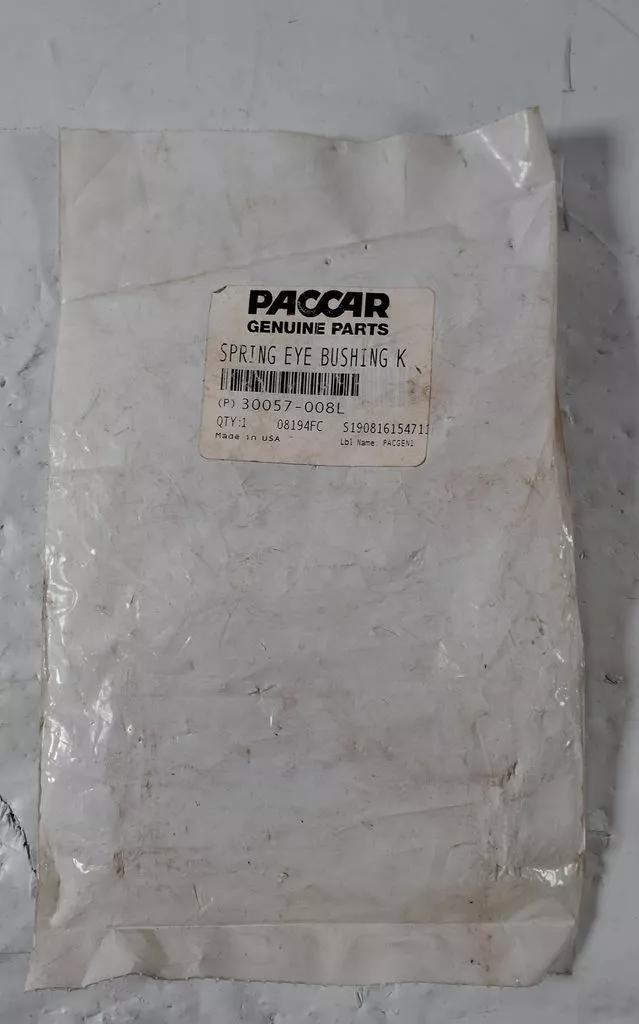 PACCAR
GENUINE PARTS
SPRING EYE BUSHING K
(P) 30057-008L
QTY:1 08194FC S190816154711
Made in USA Lbl Name: PACGEN1